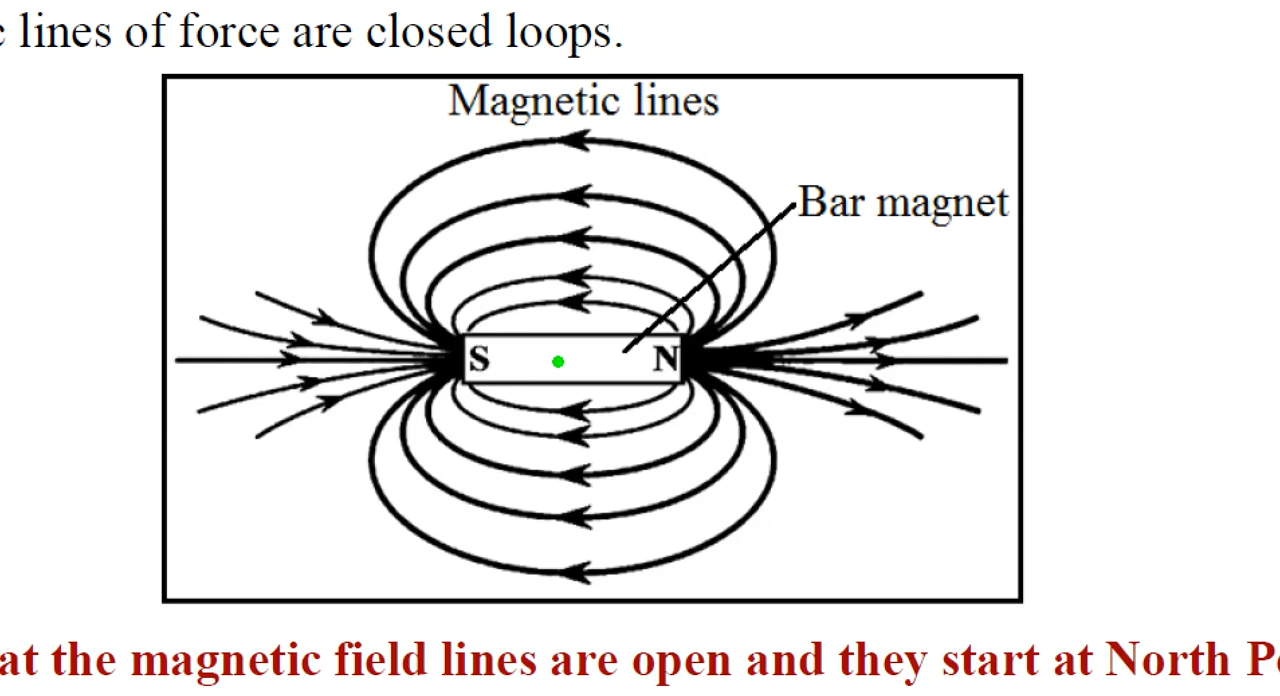 c lines of force are closed loops.
Magnetic lines
Bar magnet
S N
at the magnetic field lines are open and they start at North P